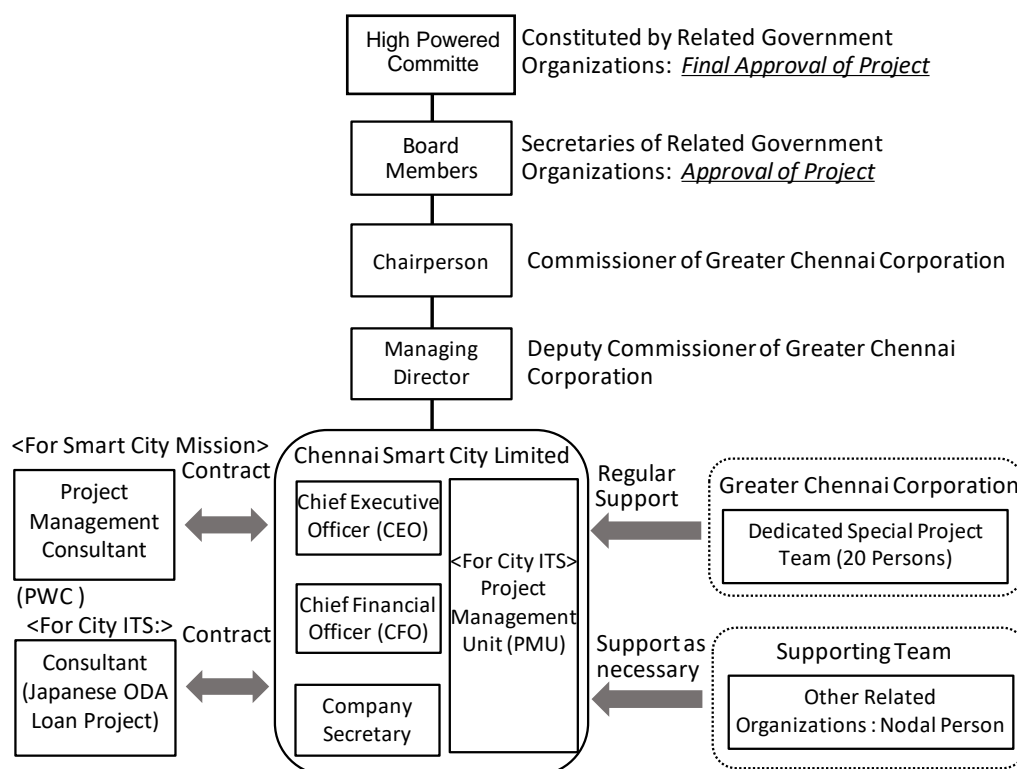 High Powered
Committe
Constituted by Related Government
Organizations: Final Approval of Project
Board
Members
Secretaries of Related Government
Organizations: Approval of Project
Chairperson
Commissioner of Greater Chennai Corporation
Managing
Director
Deputy Commissioner of Greater Chennai
Corporation
<For Smart City Mission>
Contract
Project
Management
Consultant
(PWC )
<For City ITS:>
Contract
Consultant
(Japanese ODA
Loan Project)
Chennai Smart City Limited
Chief Executive
Officer (CEO)
Chief Financial
Officer (CFO)
Company
Secretary
<For City ITS>
Project
Management
Unit (PMU)
Regular
Support
Greater Chennai Corporation
Dedicated Special Project
Team (20 Persons)
Support as
necessary
Supporting Team
Other Related
Organizations : Nodal Person